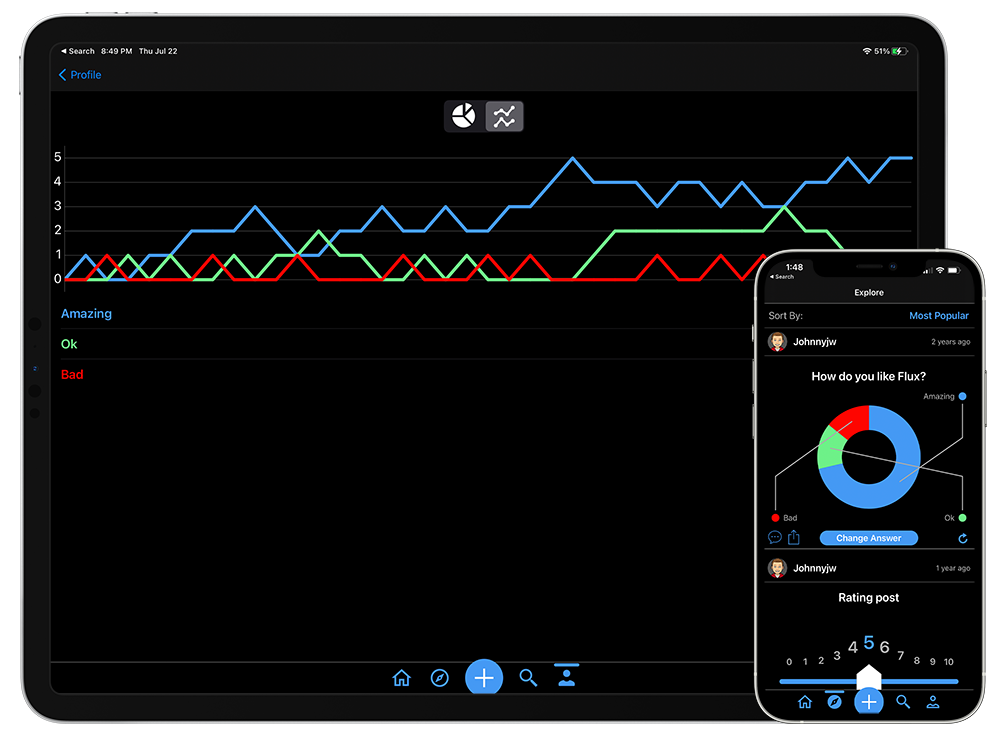 Search 8:49 PM Thu Jul 22
51%
Profile
5
4
3
2
1
0
Amazing
Ok
Bad
1:48
Search
Explore
Sort By:
Most Popular
Johnnyjw
2 years ago
How do you like Flux?
Amazing
Bad
Ok
Change Answer
Johnnyjw
1 year ago
Rating post
0 1 2 3 4 5 6 7 8 9 10